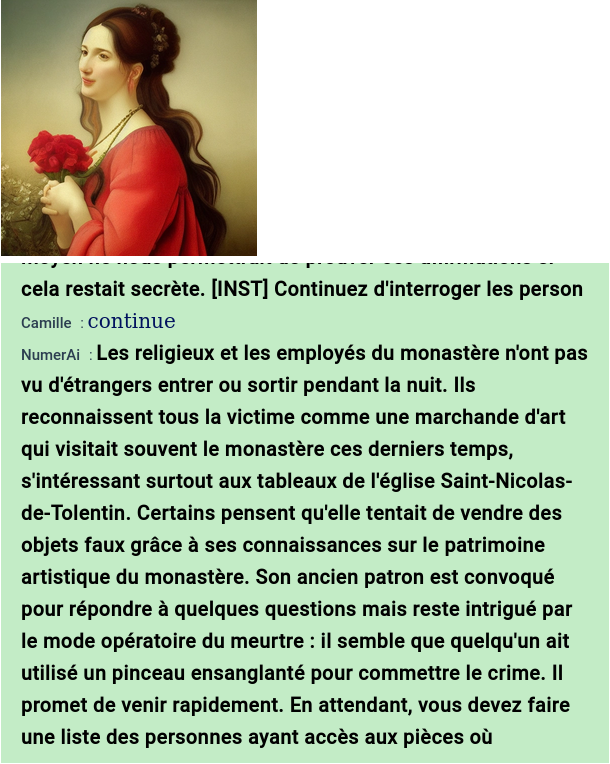 cela restait secrète. [INST] Continuez d'interroger les person
Camille : continue
NumerAi : Les religieux et les employés du monastère n'ont pas
vu d'étrangers entrer ou sortir pendant la nuit. Ils
reconnaissent tous la victime comme une marchande d'art
qui visitait souvent le monastère ces derniers temps,
s'intéressant surtout aux tableaux de l'église Saint-Nicolas-
de-Tolentin. Certains pensent qu'elle tentait de vendre des
objets faux grâce à ses connaissances sur le patrimoine
artistique du monastère. Son ancien patron est convoqué
pour répondre à quelques questions mais reste intrigué par
le mode opératoire du meurtre : il semble que quelqu'un ait
utilisé un pinceau ensanglanté pour commettre le crime. Il
promet de venir rapidement. En attendant, vous devez faire
une liste des personnes ayant accès aux pièces où